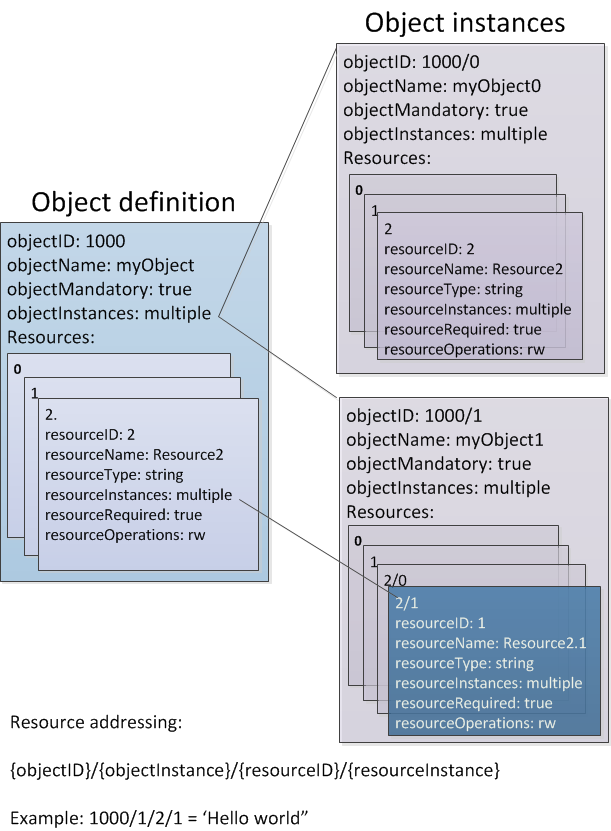 Object instances
objectID: 1000/0
objectName: myObject0
objectMandatory: true
objectInstances: multiple
Resources:
0
1
2
resourceID: 2
resourceName: Resource2
resourceType: string
resourceInstances: multiple
resourceRequired: true
resourceOperations: rw
Object definition
objectID: 1000
objectName: myObject
objectMandatory: true
objectInstances: multiple
Resources:
0
1
2.
resourceID: 2
resourceName: Resource2
resourceType: string
resourceInstances: multiple
resourceRequired: true
resourceOperations: rw
objectID: 1000/1
objectName: myObject1
objectMandatory: true
objectInstances: multiple
Resources:
0
1
2/0
2/1
resourceID: 1
resourceName: Resource2.1
resourceType: string
resourceInstances: multiple
resourceRequired: true
resourceOperations: rw
Resource addressing:
{objectID}/{objectInstance}/{resourceID}/{resourceInstance}
Example: 1000/1/2/1 = ‘Hello world”